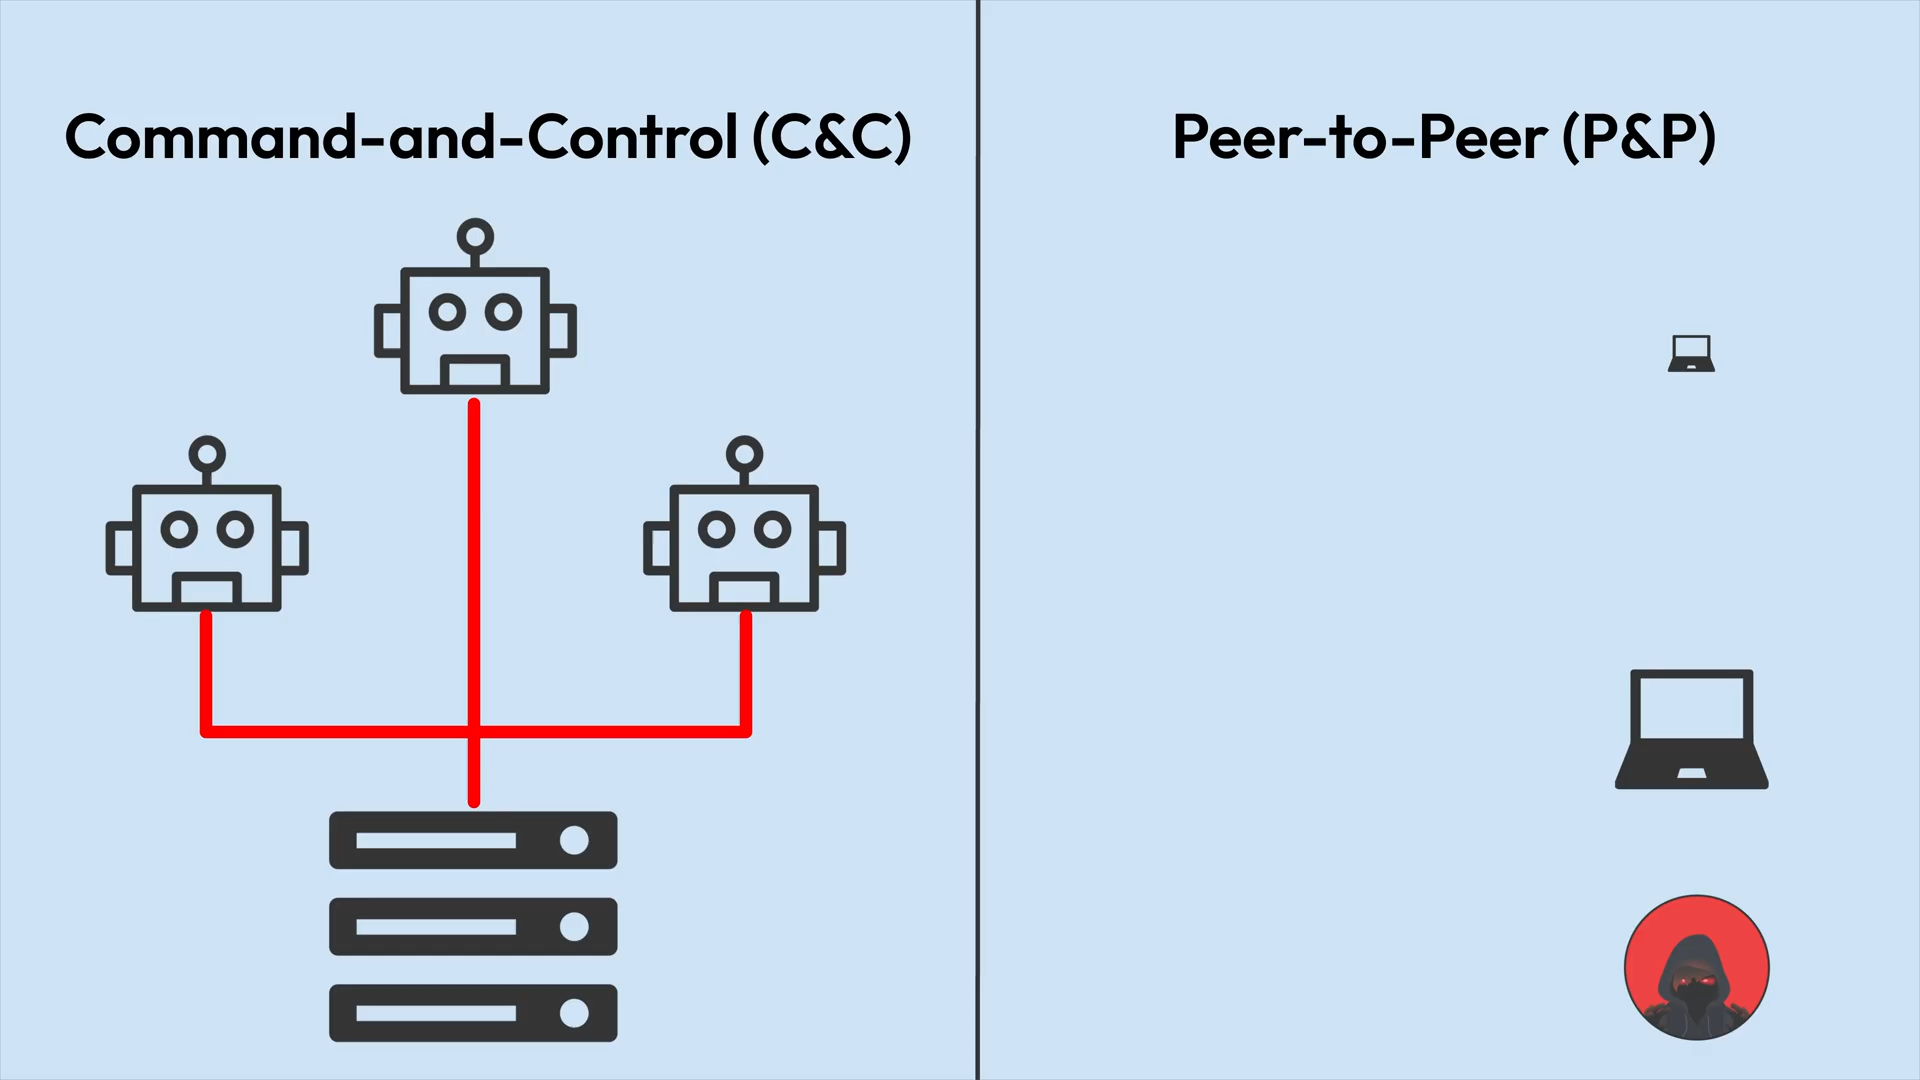 Command-and-Control (C&C)
Peer-to-Peer (P&P)